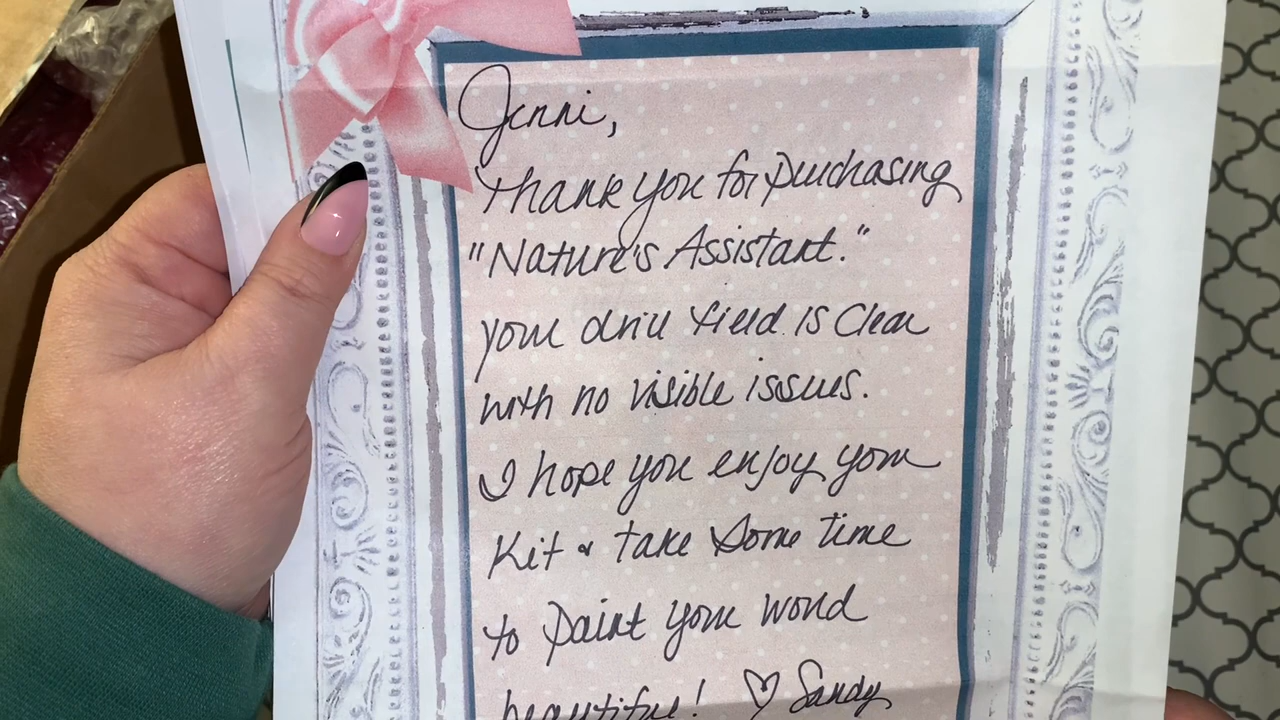 Jenni,
Thank you for purchasing
"Nature's Assistant."
your drill field is clear
with no visible issues.
I hope you enjoy your
Kit & take some time
to paint your world
beautiful! ♡ Sandy